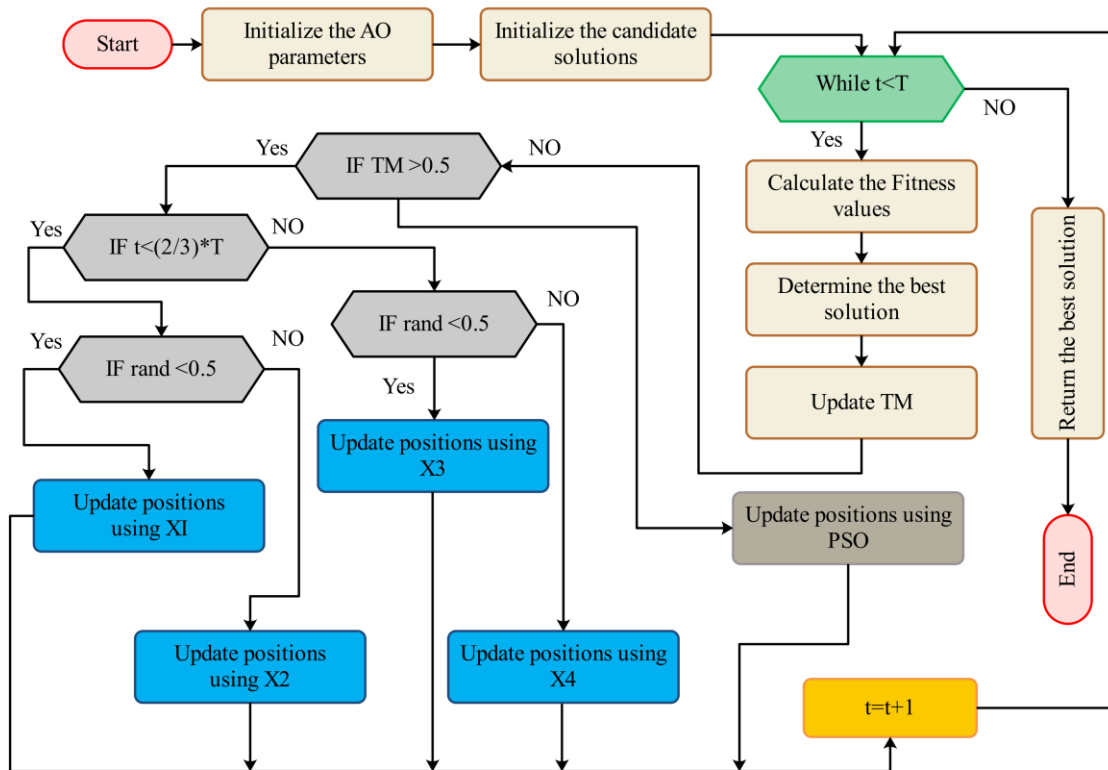 Start
Initialize the AO
parameters
Initialize the candidate
solutions
While t<T
NO
Yes
Calculate the Fitness
values
Determine the best
solution
Update TM
Return the best solution
End
NO
IF TM >0.5
Yes
IF t<(2/3)*T
Yes
NO
IF rand <0.5
Yes
NO
IF rand <0.5
NO
Yes
Update positions
using XI
Update positions
using X2
Update positions using
X3
Update positions using
X4
Update positions using
PSO
t=t+1